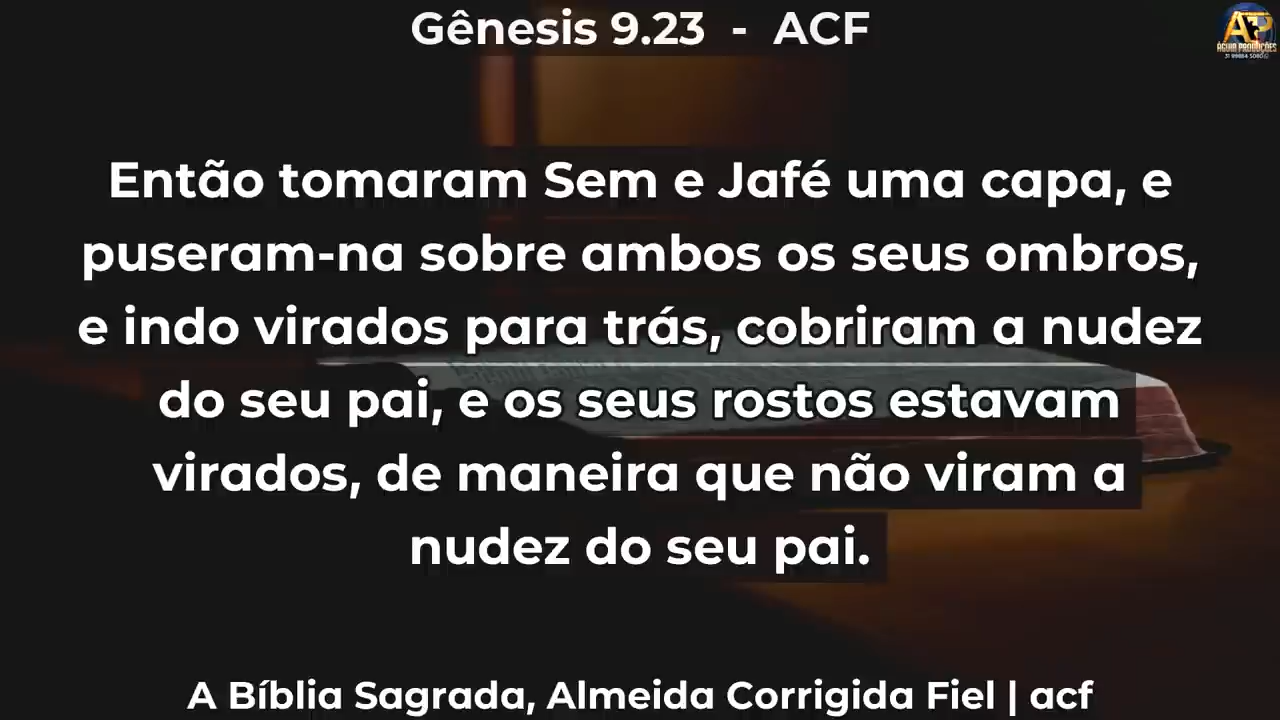 Gênesis 9.23 - ACF
Então tomaram Sem e Jafé uma capa, e
puseram-na sobre ambos os seus ombros,
e indo virados para trás, cobriram a nudez
do seu pai, e os seus rostos estavam
virados, de maneira que não viram a
nudez do seu pai.
A Bíblia Sagrada, Almeida Corrigida Fiel | acf